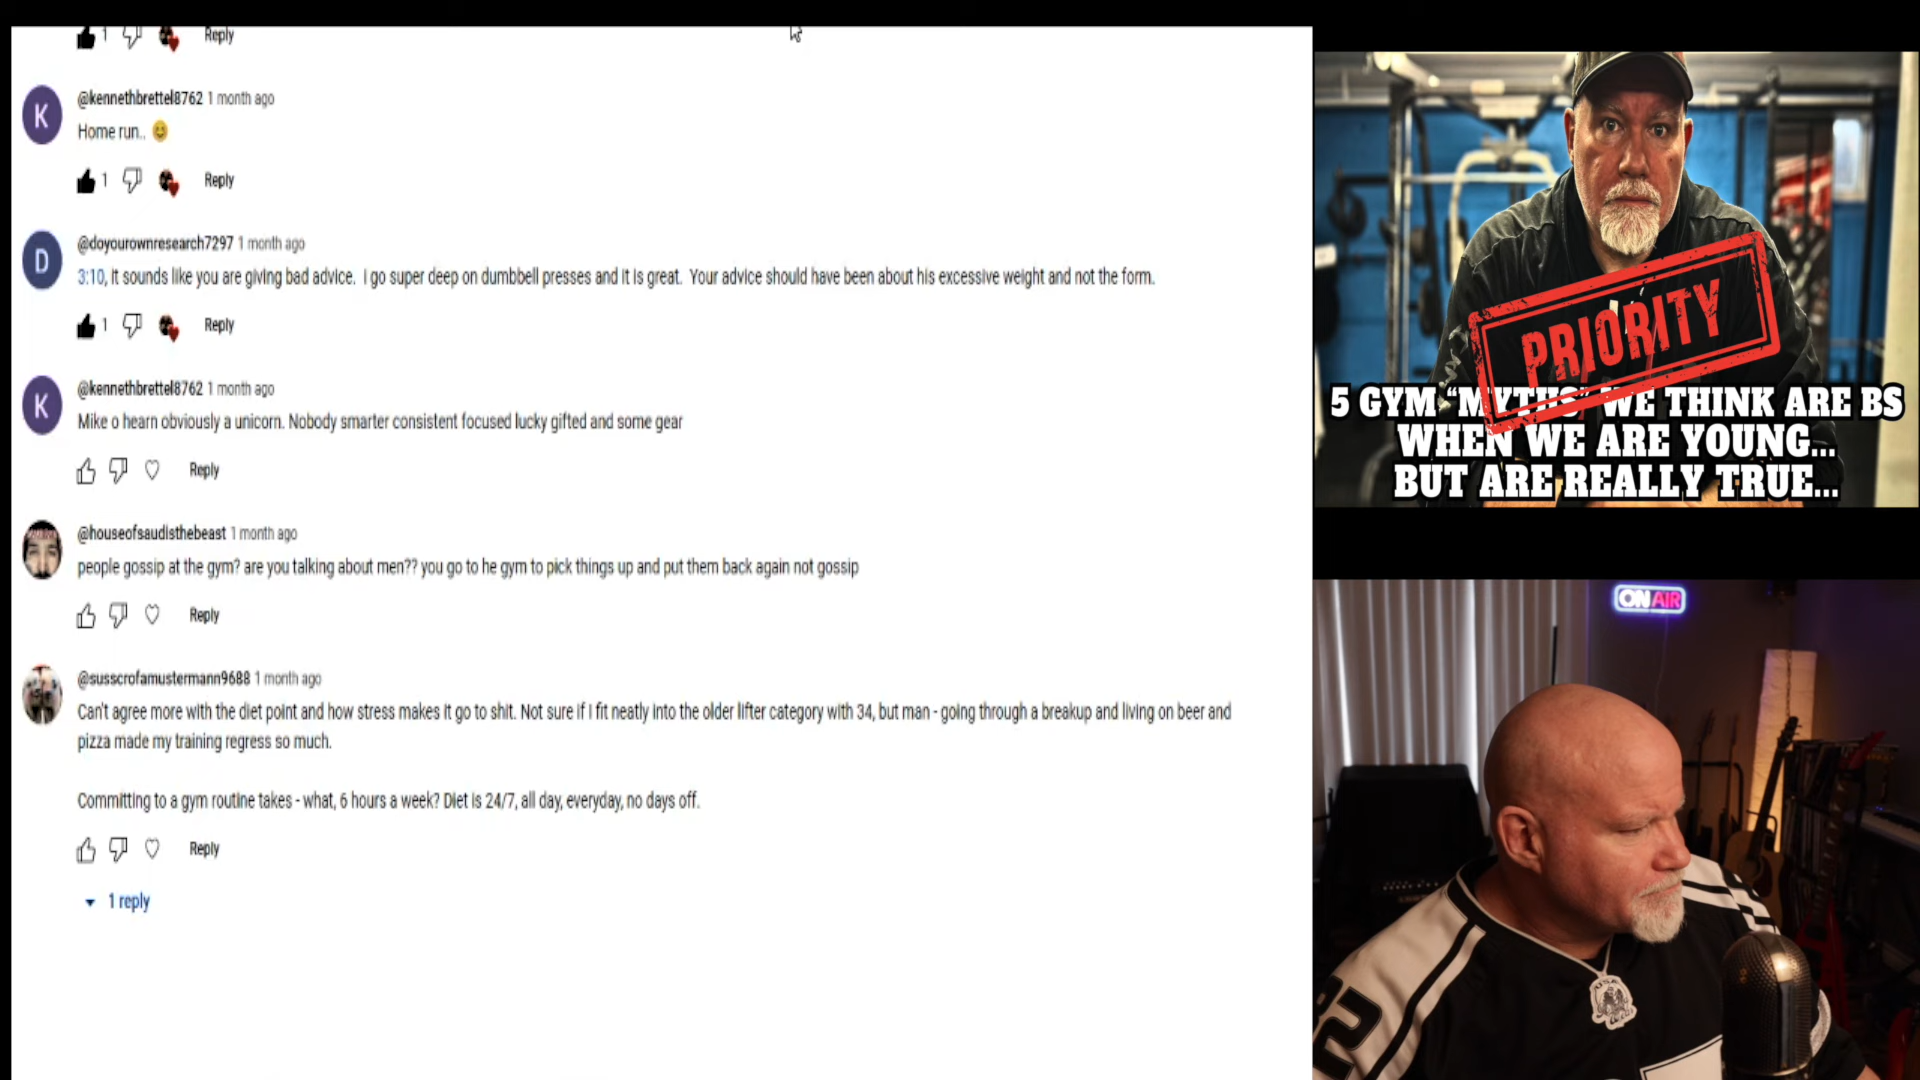 1 Reply
K @kennethbrettel8762 1 month ago
Home run..
1 Reply
D @doyourownresearch7297 1 month ago
3:10, It sounds like you are giving bad advice. I go super deep on dumbbell presses and it is great. Your advice should have been about his excessive weight and not the form.
1 Reply
K @kennethbrettel8762 1 month ago
Mike o hearn obviously a unicorn. Nobody smarter consistent focused lucky gifted and some gear
Reply
@houseofsaudisthebeast 1 month ago
people gossip at the gym? are you talking about men?? you go to he gym to pick things up and put them back again not gossip
Reply
@susscrofamustermann9688 1 month ago
Can't agree more with the diet point and how stress makes it go to shit. Not sure if I fit neatly into the older lifter category with 34, but man - going through a breakup and living on beer and
pizza made my training regress so much.
Committing to a gym routine takes - what, 6 hours a week? Diet is 24/7, all day, everyday, no days off.
Reply
1 reply
PRIORITY
5 GYM "MYTHS" WE THINK ARE BS
WHEN WE ARE YOUNG...
BUT ARE REALLY TRUE...
ON AIR